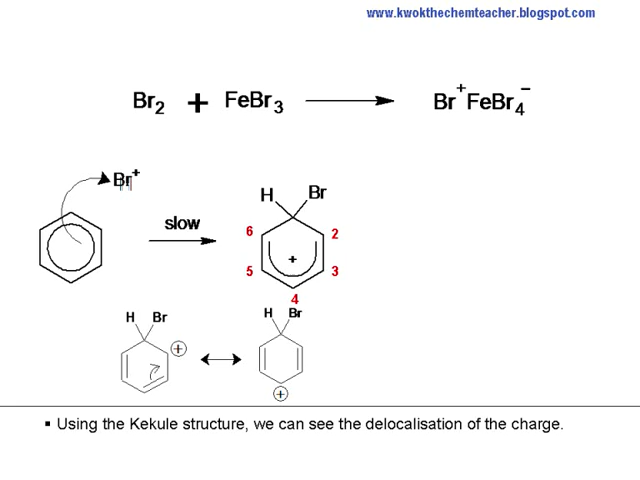 www.kwokthechemteacher.blogspot.com
Br2 + FeBr3 Br+FeBr4−
Br+
H Br
slow
6 2
+
5 3
4
H Br H Br
+
+
Using the Kekule structure, we can see the delocalisation of the charge.